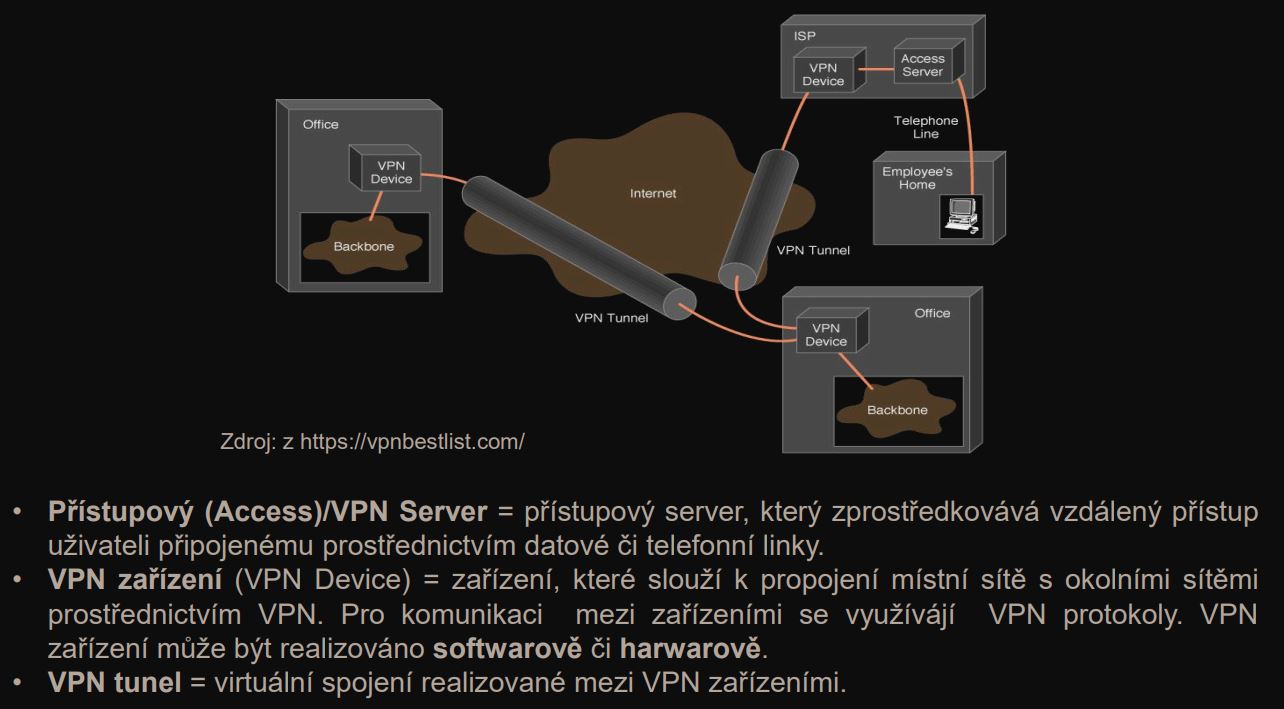 ISP
VPN
Device
Access
Server
Telephone
Line
Office
VPN
Device
Backbone
Internet
Employee's
Home
VPN Tunnel
VPN Tunnel
Office
VPN
Device
Backbone
Zdroj: z https://vpnbestlist.com/
• Přístupový (Access)/VPN Server = přístupový server, který zprostředkovává vzdálený přístup
uživateli připojenému prostřednictvím datové či telefonní linky.
• VPN zařízení (VPN Device) = zařízení, které slouží k propojení místní sítě s okolními sítěmi
prostřednictvím VPN. Pro komunikaci mezi zařízeními se využívájí VPN protokoly. VPN
zařízení může být realizováno softwarově či harwarově.
• VPN tunel = virtuální spojení realizované mezi VPN zařízeními.